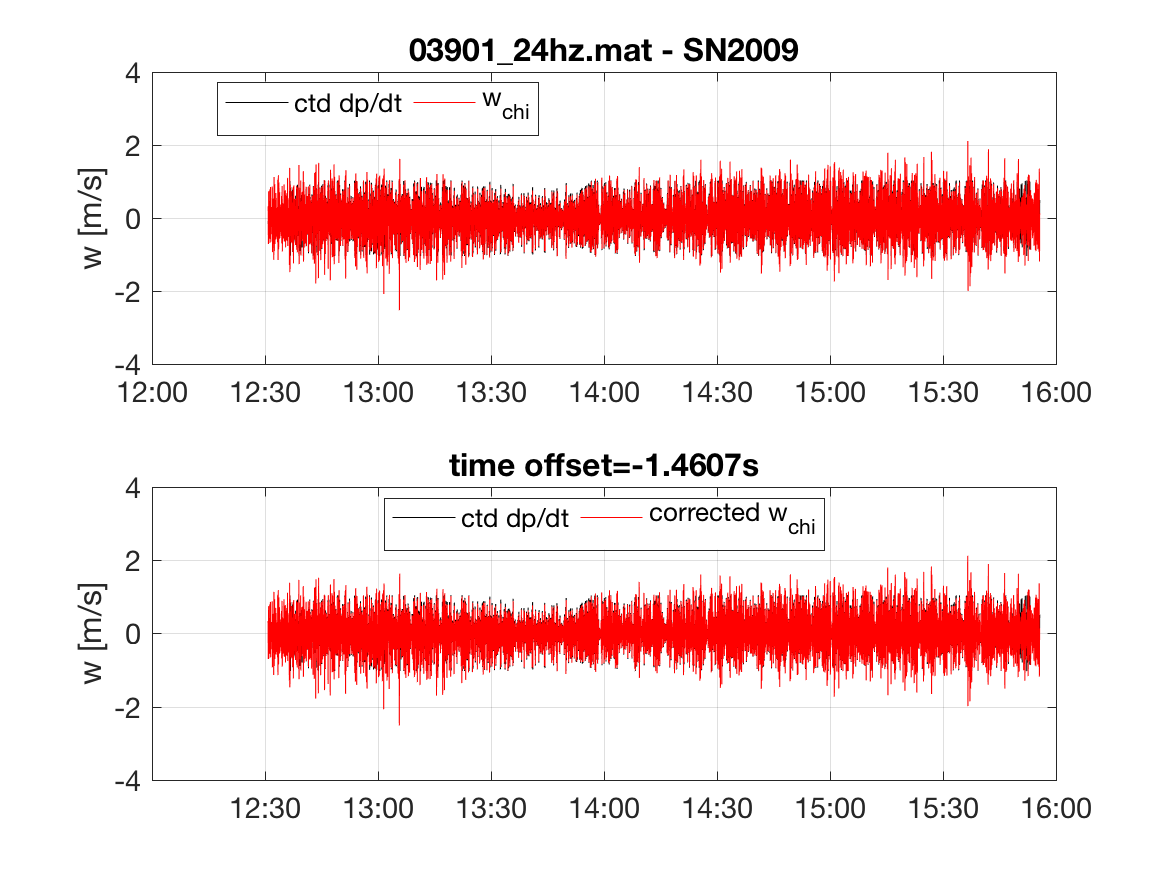 03901_24hz.mat - SN2009
ctd dp/dt w_chi
w [m/s]
4
2
0
-2
-4
12:00 12:30 13:00 13:30 14:00 14:30 15:00 15:30 16:00
time offset=-1.4607s
ctd dp/dt corrected w_chi
w [m/s]
4
2
0
-2
-4
12:30 13:00 13:30 14:00 14:30 15:00 15:30 16:00